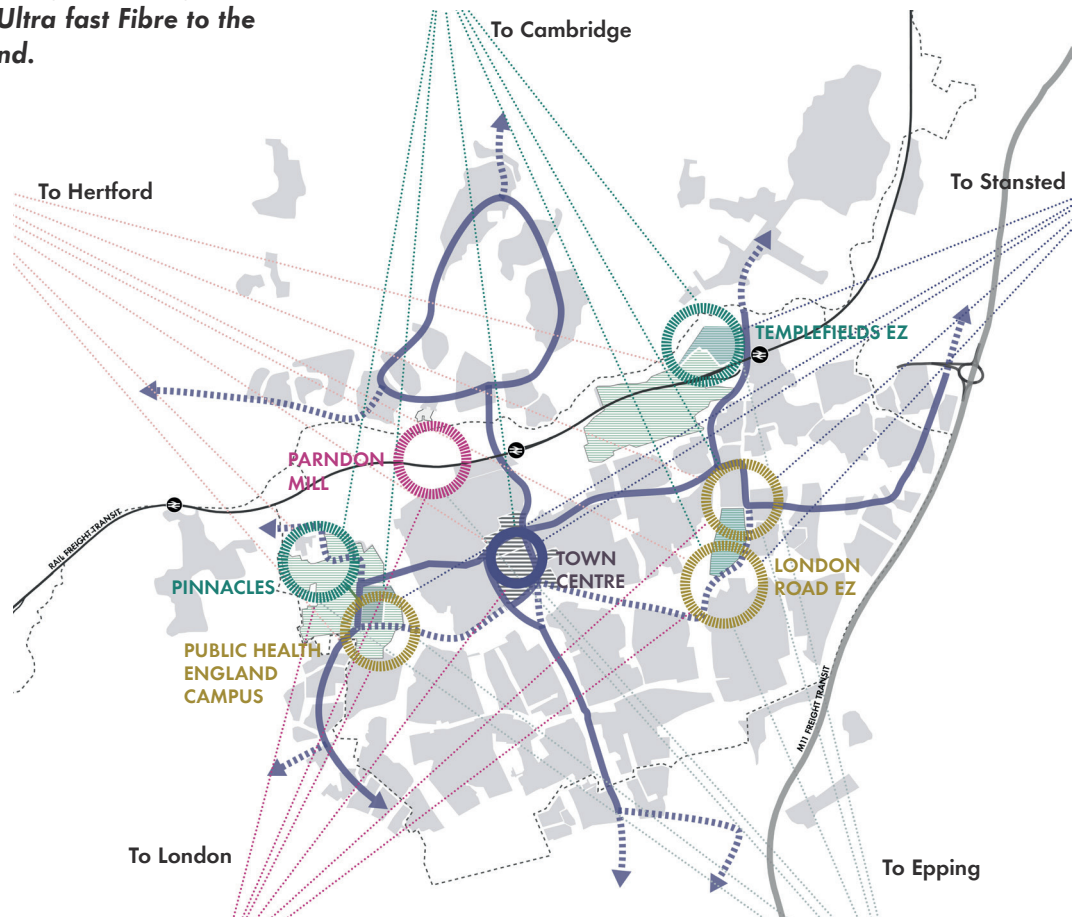 Ultra fast Fibre to the
nd.
To Cambridge
To Hertford
To Stansted
TEMPLEFIELDS EZ
PARNDON
MILL
RAIL FREIGHT TRANSIT
TOWN
CENTRE
LONDON
ROAD EZ
PINNACLES
PUBLIC HEALTH
ENGLAND
CAMPUS
M11 FREIGHT TRANSIT
To London
To Epping